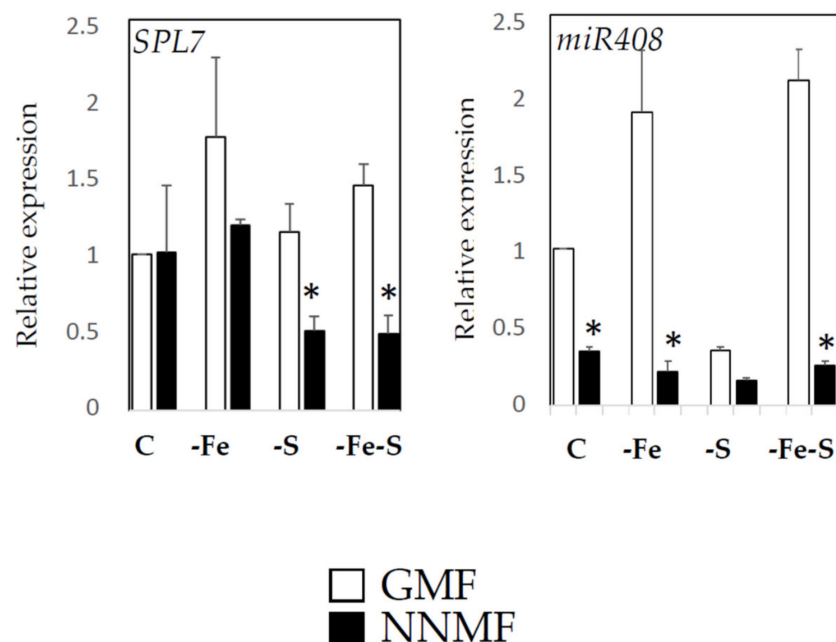 SPL7
Relative expression
2.5
2
1.5
1
0.5
0
*
*
C -Fe -S -Fe-S
miR408
Relative expression
2.5
2
1.5
1
0.5
0
*
*
*
C -Fe -S -Fe-S
GMF
NNMF